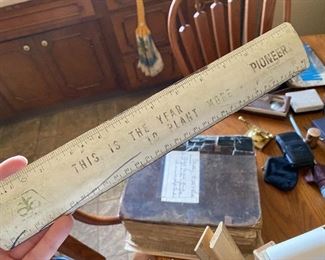 THIS IS THE YEAR
TO PLANT MORE
PIONEER